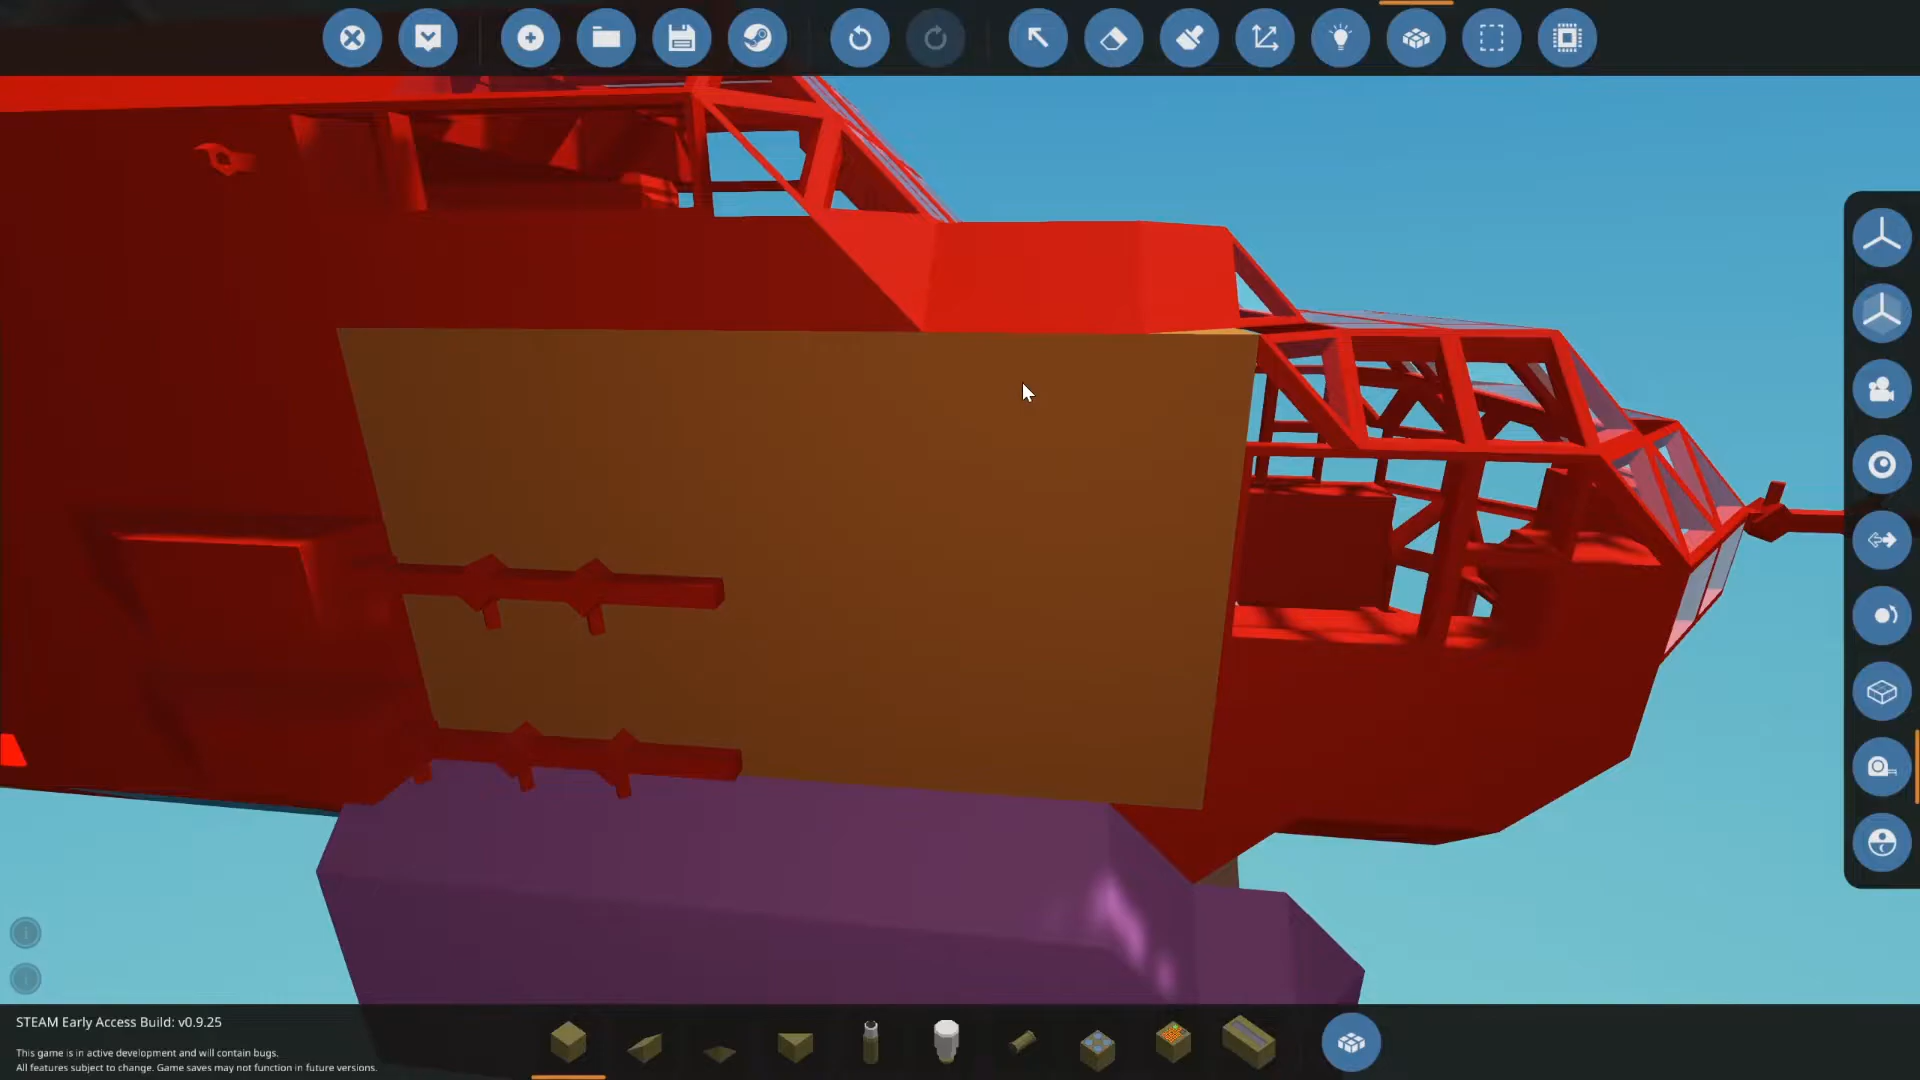 STEAM Early Access Build: v0.9.25
This game is in active development and will contain bugs.
All features subject to change. Game saves may not function in future versions.